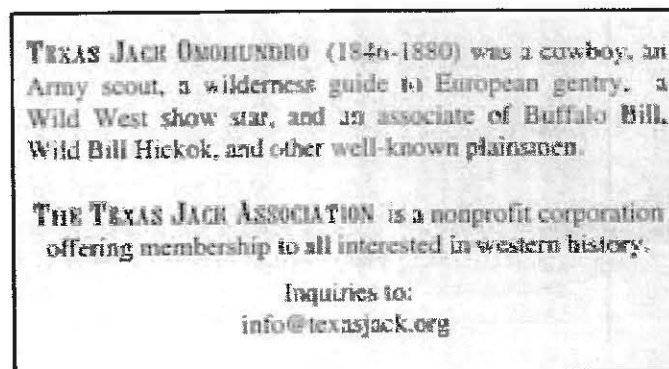 TEXAS JACK OMOHUNDRO (1846-1880) was a cowboy, an
Army scout, a wilderness guide to European gentry, a
Wild West show star, and an associate of Buffalo Bill,
Wild Bill Hickok, and other well-known plainsmen.
THE TEXAS JACK ASSOCIATION is a nonprofit corporation
offering membership to all interested in western history.
Inquiries to:
info@texasjack.org